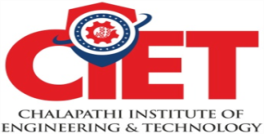 CIET
CHALAPATHI INSTITUTE OF
ENGINEERING & TECHNOLOGY